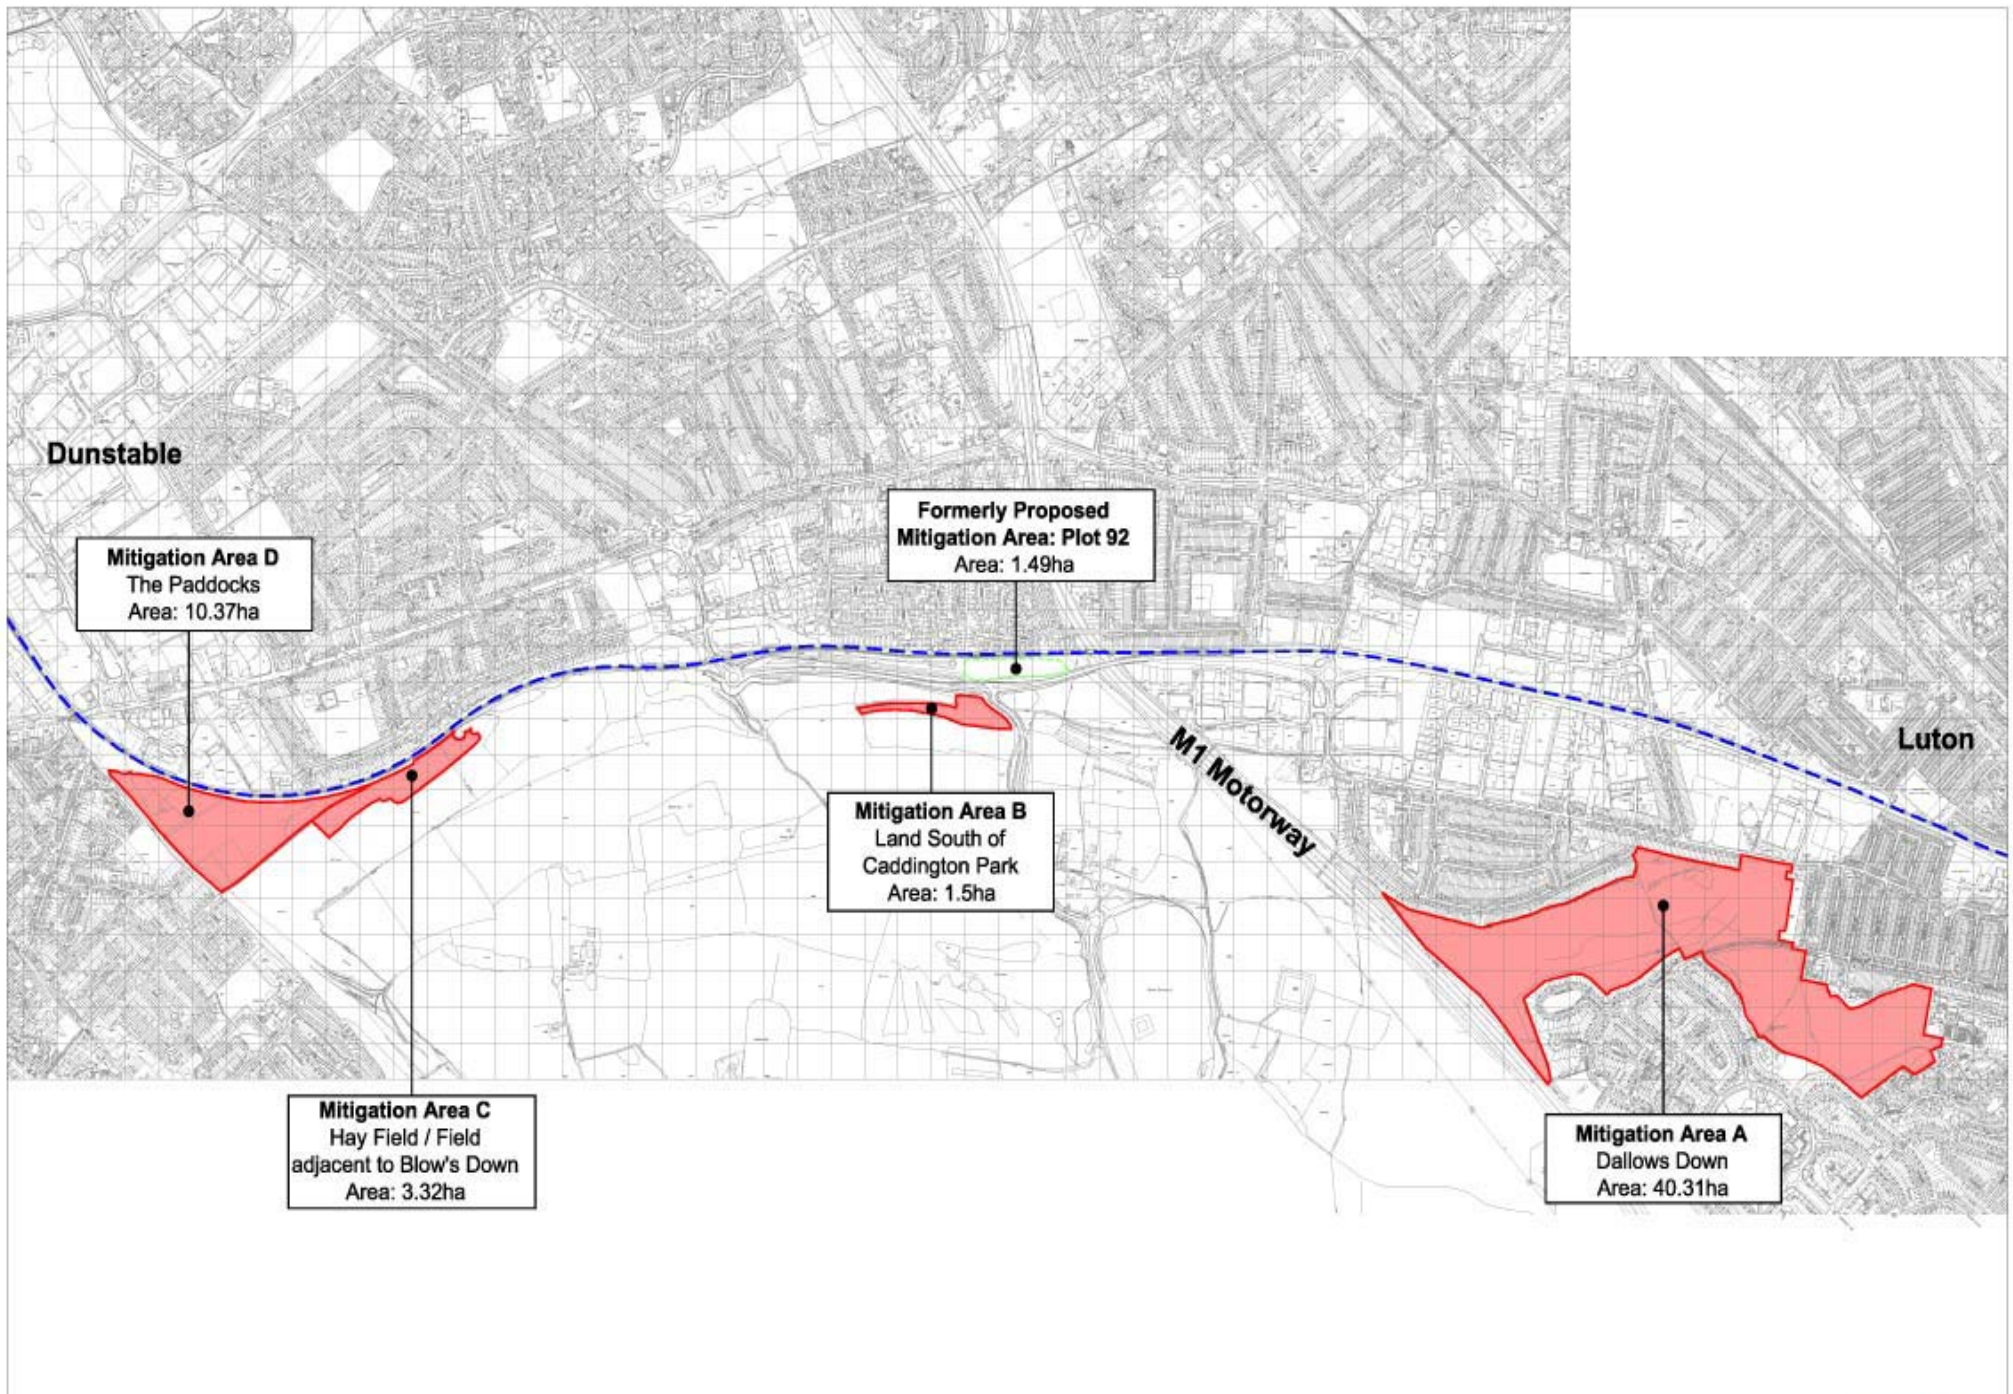 Dunstable
Formerly Proposed
Mitigation Area: Plot 92
Area: 1.49ha
Mitigation Area D
The Paddocks
Area: 10.37ha
Luton
M1 Motorway
Mitigation Area B
Land South of
Caddington Park
Area: 1.5ha
Mitigation Area C
Hay Field / Field
adjacent to Blow's Down
Area: 3.32ha
Mitigation Area A
Dallows Down
Area: 40.31ha